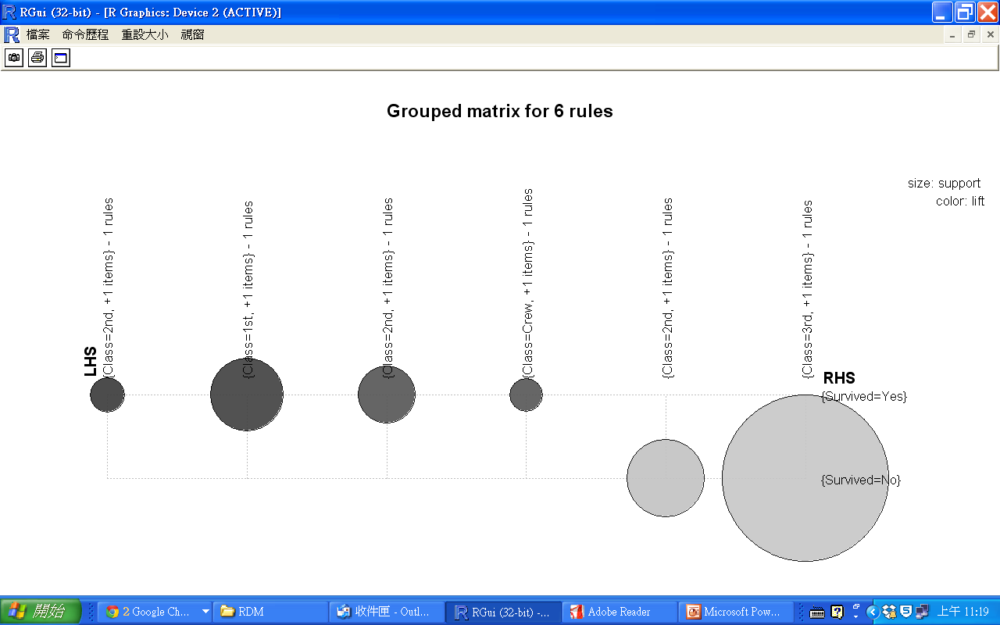 RGui (32-bit) - [R Graphics: Device 2 (ACTIVE)]
檔案 命令歷程 重設大小 視窗
Grouped matrix for 6 rules
size: support
color: lift
{Class=2nd, +1 items} - 1 rules
{Class=1st, +1 items} - 1 rules
{Class=2nd, +1 items} - 1 rules
{Class=Crew, +1 items} - 1 rules
{Class=2nd, +1 items} - 1 rules
{Class=3rd, +1 items} - 1 rules
LHS
RHS
{Survived=Yes}
{Survived=No}
開始 2 Google Ch... RDM 收件匣 - Outl... RGui (32-bit) -... Adobe Reader Microsoft Pow... 上午 11:19